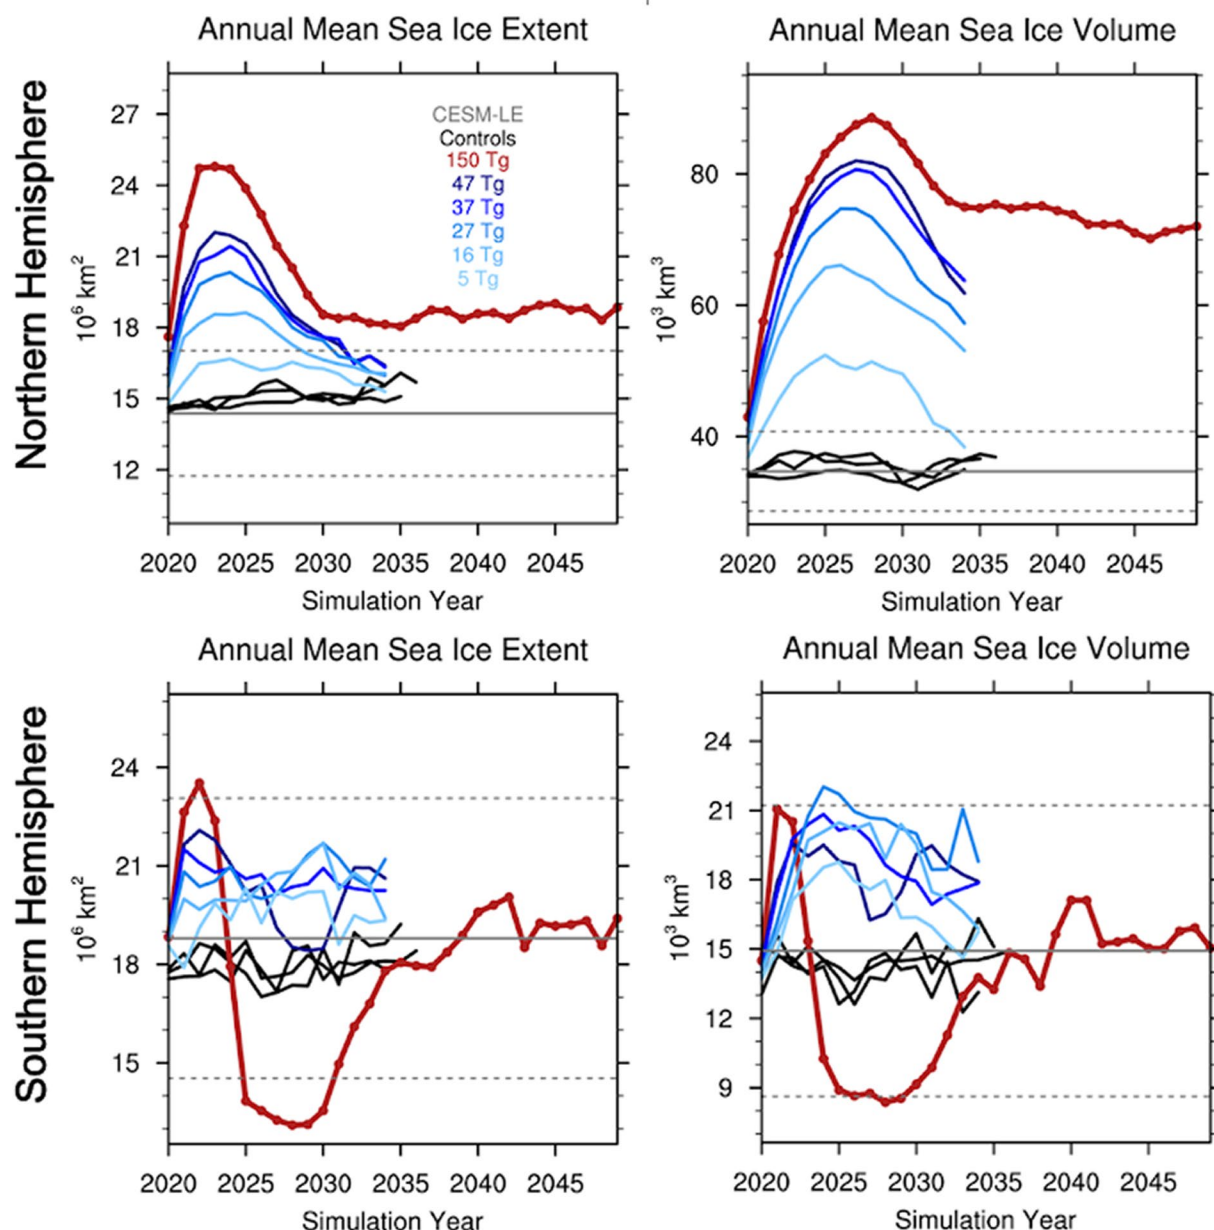 Annual Mean Sea Ice Extent
Annual Mean Sea Ice Volume
Northern Hemisphere
10⁶ km²
27
24
21
18
15
12
CESM-LE
Controls
150 Tg
47 Tg
37 Tg
27 Tg
16 Tg
5 Tg
2020 2025 2030 2035 2040 2045
Simulation Year
10³ km³
80
60
40
2020 2025 2030 2035 2040 2045
Simulation Year
Annual Mean Sea Ice Extent
Annual Mean Sea Ice Volume
Southern Hemisphere
10⁶ km²
24
21
18
15
2020 2025 2030 2035 2040 2045
Simulation Year
10³ km³
24
21
18
15
12
9
2020 2025 2030 2035 2040 2045
Simulation Year